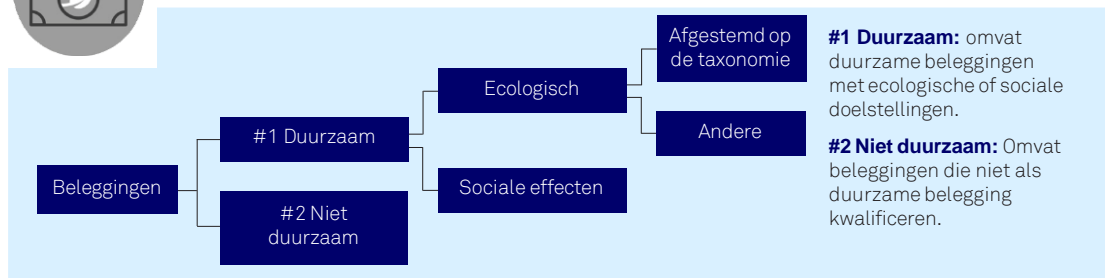 Beleggingen
#1 Duurzaam
#2 Niet
duurzaam
Ecologisch
Sociale effecten
Afgestemd op
de taxonomie
Andere
#1 Duurzaam: omvat
duurzame beleggingen
met ecologische of sociale
doelstellingen.
#2 Niet duurzaam: Omvat
beleggingen die niet als
duurzame belegging
kwalificeren.